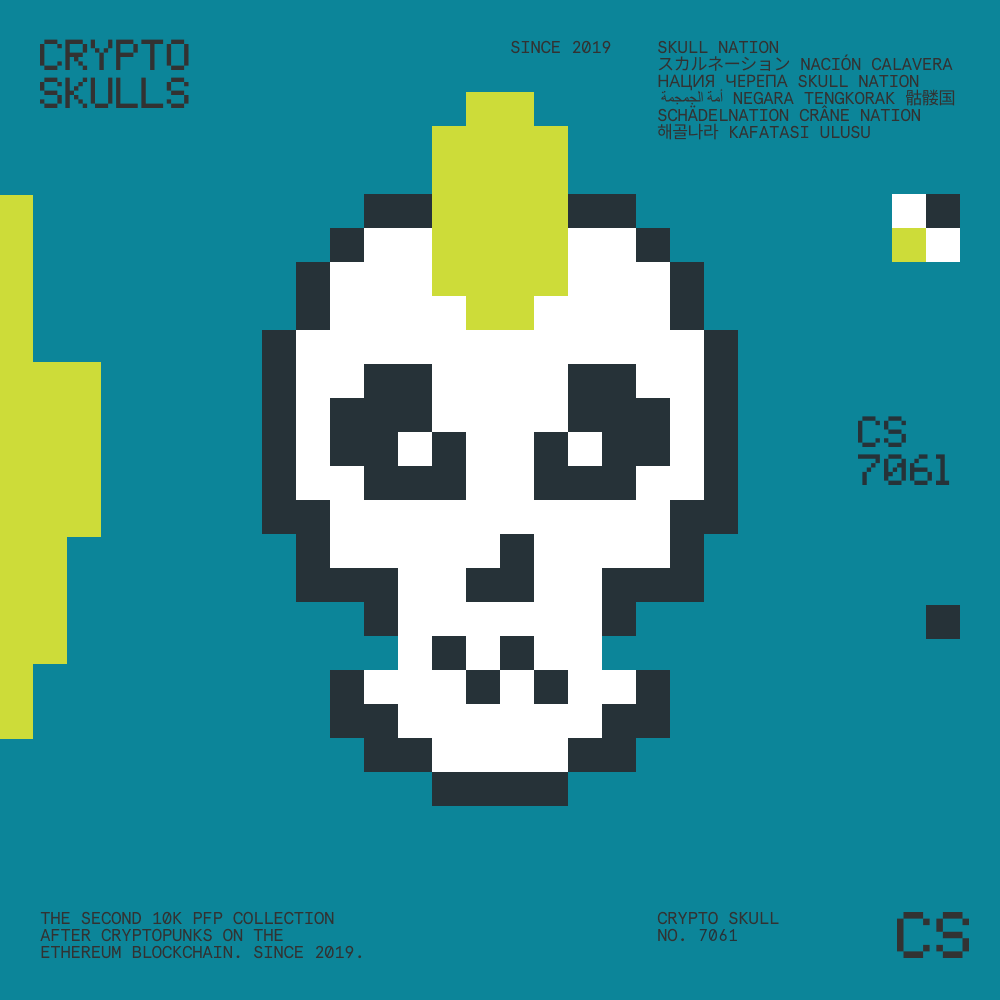 CRYPTO
SKULLS
SINCE 2019
SKULL NATION
スカルネーション NACIÓN CALAVERA
НАЦИЯ ЧЕРЕПА SKULL NATION
أمة الجمجمة NEGARA TENGKORAK 骷髅国
SCHÄDELNATION CRÂNE NATION
해골나라 KAFATASI ULUSU
CS
7061
THE SECOND 10K PFP COLLECTION
AFTER CRYPTOPUNKS ON THE
ETHEREUM BLOCKCHAIN. SINCE 2019.
CRYPTO SKULL
NO. 7061
CS